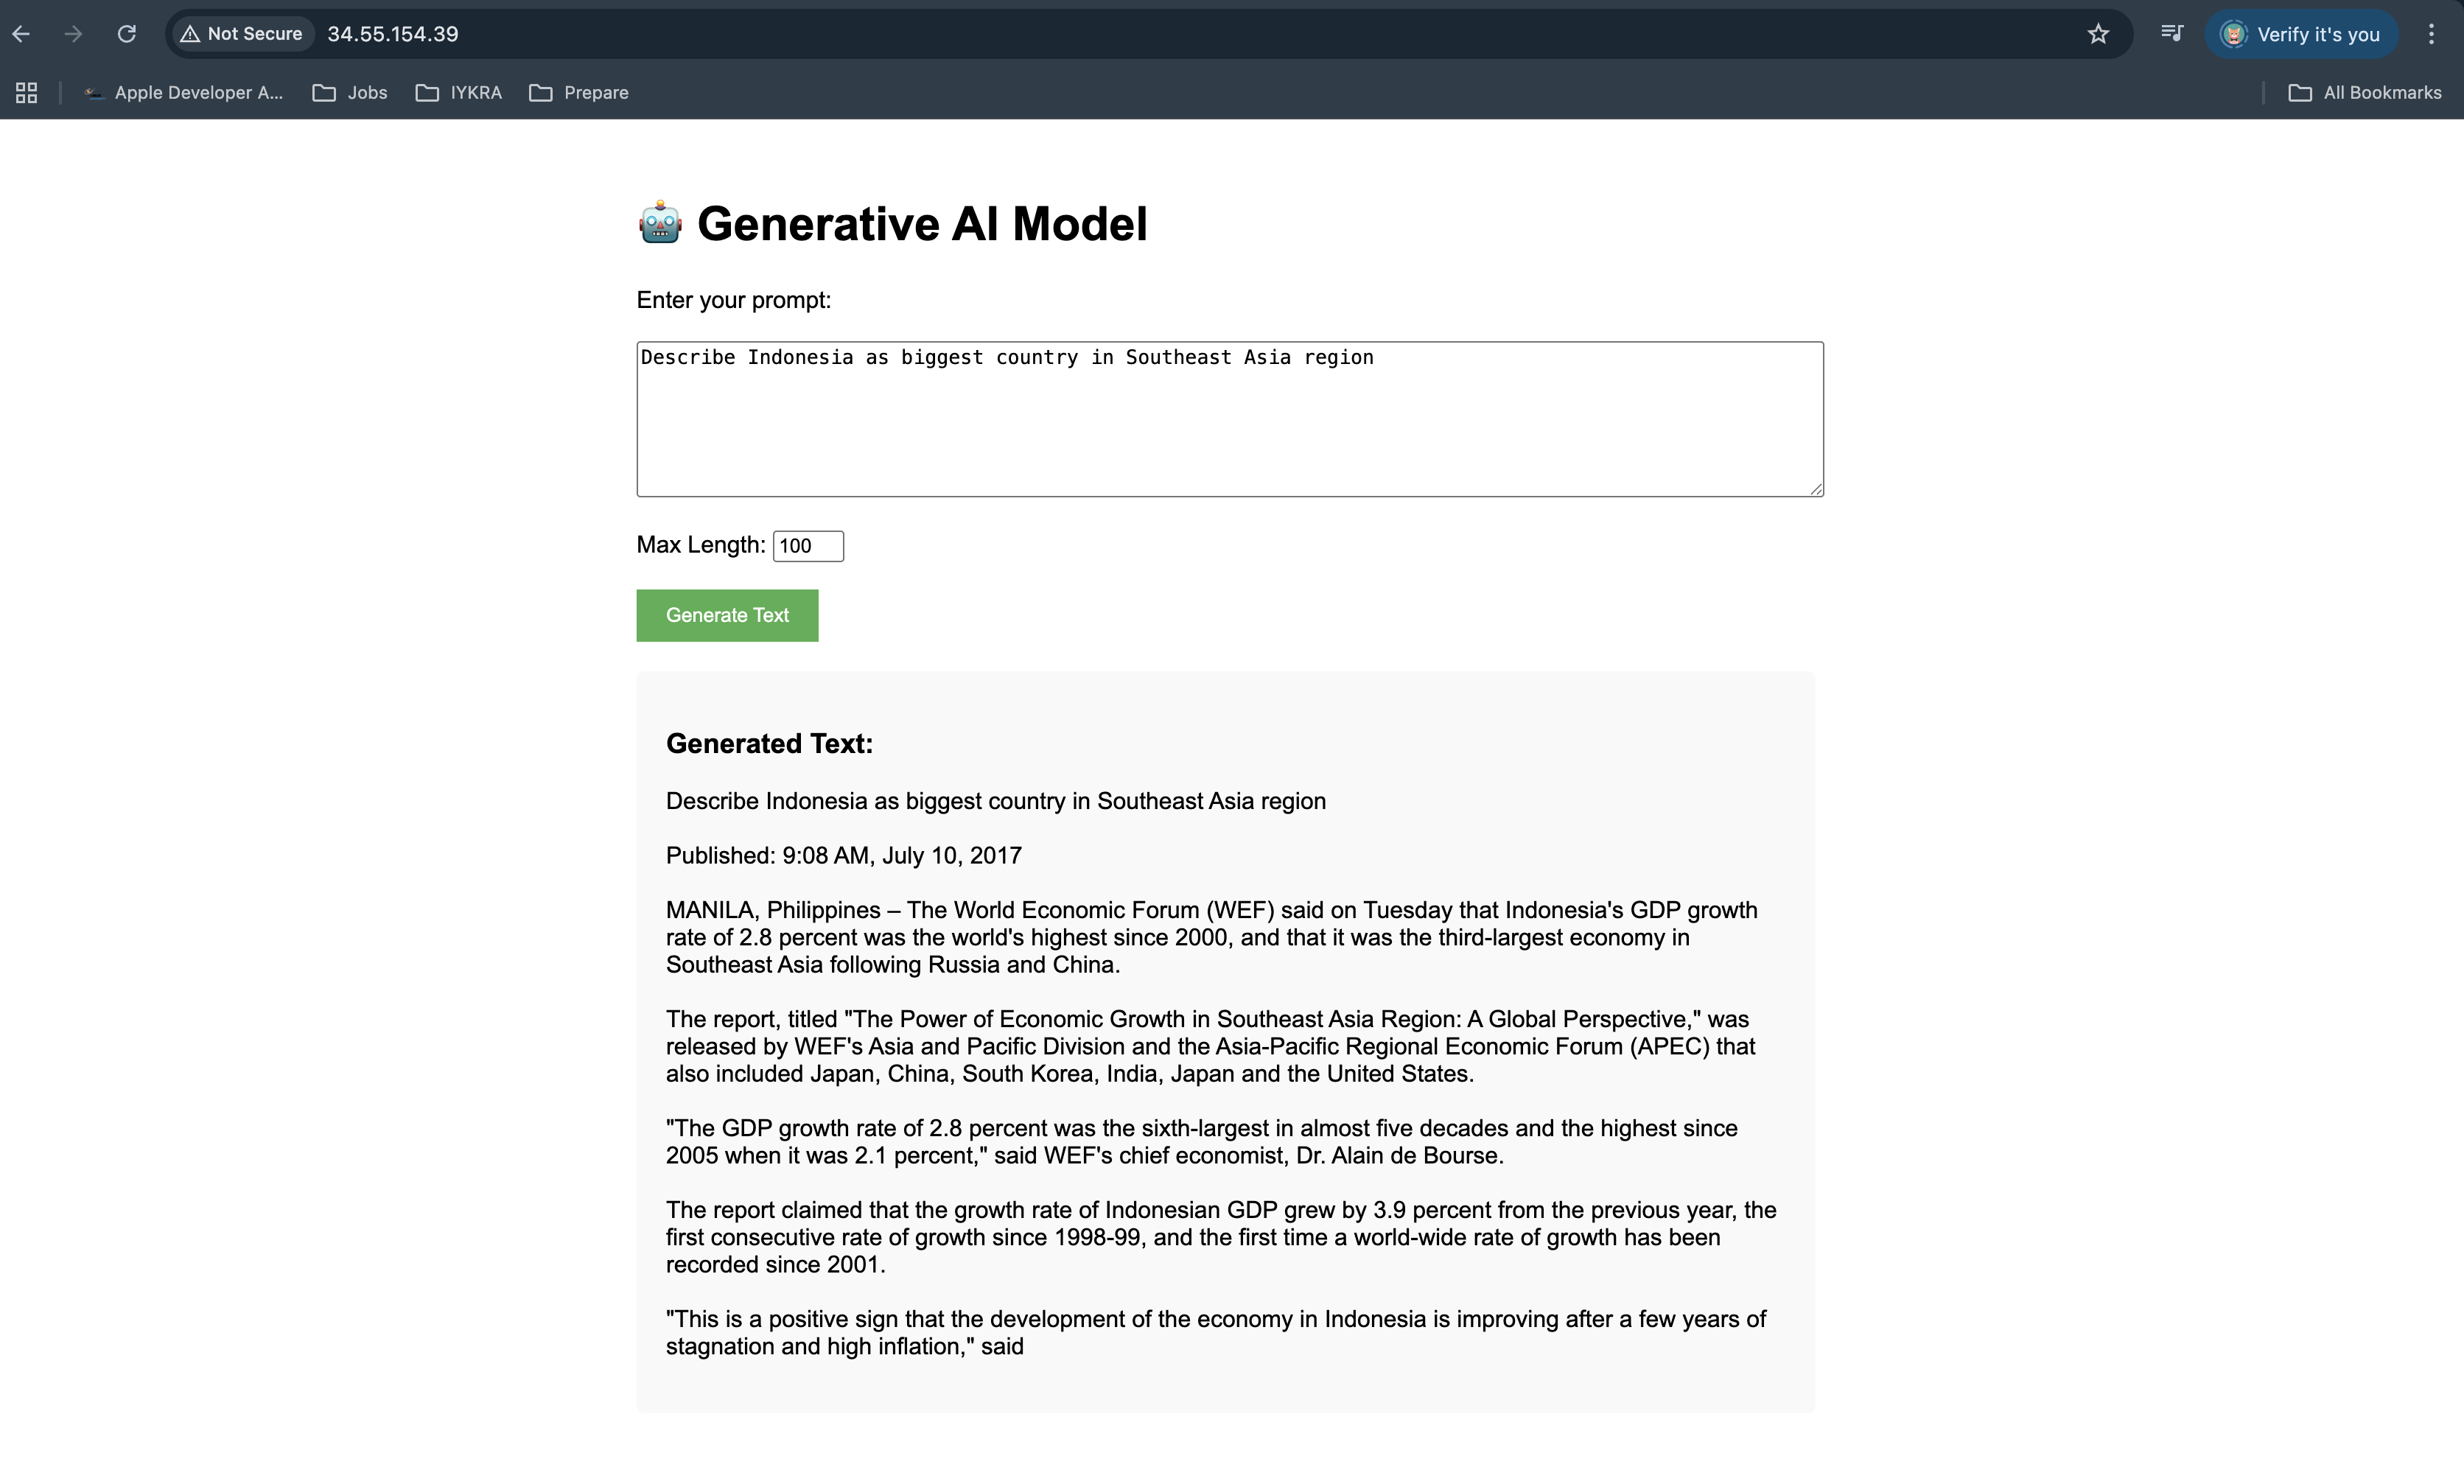 Not Secure 34.55.154.39 Verify it's you
Apple Developer A... Jobs IYKRA Prepare All Bookmarks
🤖 Generative AI Model
Enter your prompt:
Describe Indonesia as biggest country in Southeast Asia region
Max Length: 100
Generate Text
Generated Text:
Describe Indonesia as biggest country in Southeast Asia region
Published: 9:08 AM, July 10, 2017
MANILA, Philippines – The World Economic Forum (WEF) said on Tuesday that Indonesia's GDP growth
rate of 2.8 percent was the world's highest since 2000, and that it was the third-largest economy in
Southeast Asia following Russia and China.
The report, titled "The Power of Economic Growth in Southeast Asia Region: A Global Perspective," was
released by WEF's Asia and Pacific Division and the Asia-Pacific Regional Economic Forum (APEC) that
also included Japan, China, South Korea, India, Japan and the United States.
"The GDP growth rate of 2.8 percent was the sixth-largest in almost five decades and the highest since
2005 when it was 2.1 percent," said WEF's chief economist, Dr. Alain de Bourse.
The report claimed that the growth rate of Indonesian GDP grew by 3.9 percent from the previous year, the
first consecutive rate of growth since 1998-99, and the first time a world-wide rate of growth has been
recorded since 2001.
"This is a positive sign that the development of the economy in Indonesia is improving after a few years of
stagnation and high inflation," said